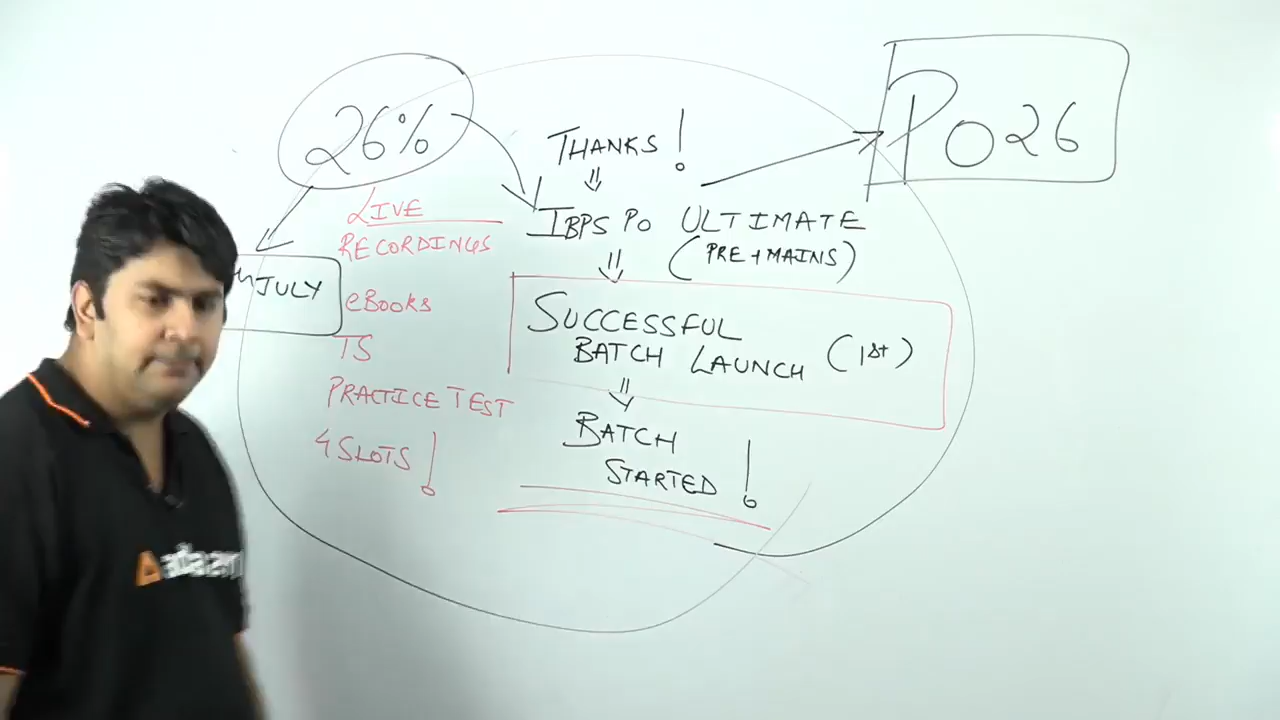 26%
THANKS!
PO26
LIVE
RECORDINGS
IBPS PO ULTIMATE
(PRE + MAINS)
JULY
eBooks
SUCCESSFUL
BATCH LAUNCH (1st)
TS
PRACTICE TEST
4 SLOTS!
BATCH
STARTED!